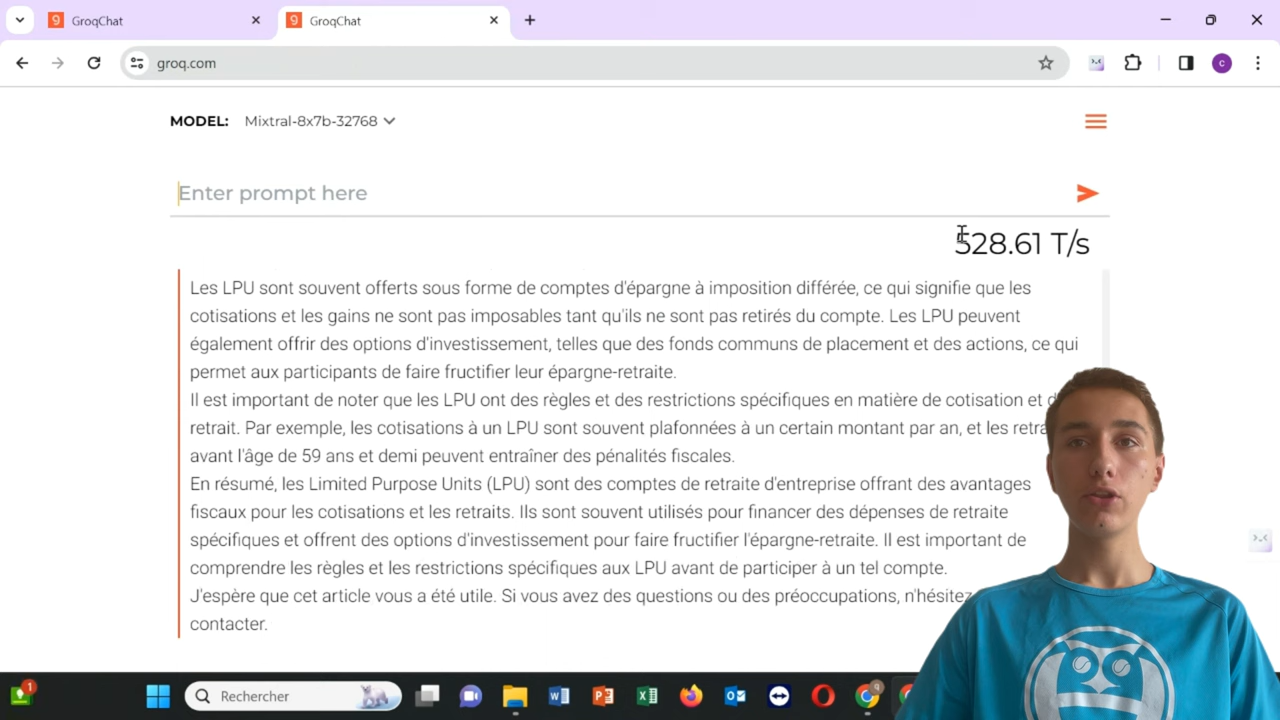 GroqChat
GroqChat
groq.com
c
MODEL: Mixtral-8x7b-32768
Enter prompt here
528.61 T/s
Les LPU sont souvent offerts sous forme de comptes d'épargne à imposition différée, ce qui signifie que les
cotisations et les gains ne sont pas imposables tant qu'ils ne sont pas retirés du compte. Les LPU peuvent
également offrir des options d'investissement, telles que des fonds communs de placement et des actions, ce qui
permet aux participants de faire fructifier leur épargne-retraite.
Il est important de noter que les LPU ont des règles et des restrictions spécifiques en matière de cotisation et
retrait. Par exemple, les cotisations à un LPU sont souvent plafonnées à un certain montant par an, et les
avant l'âge de 59 ans et demi peuvent entraîner des pénalités fiscales.
En résumé, les Limited Purpose Units (LPU) sont des comptes de retraite d'entreprise offrant des avantages
fiscaux pour les cotisations et les retraits. Ils sont souvent utilisés pour financer des dépenses de retraite
spécifiques et offrent des options d'investissement pour faire fructifier l'épargne-retraite. Il est important de
comprendre les règles et les restrictions spécifiques aux LPU avant de participer à un tel compte.
J'espère que cet article vous a été utile. Si vous avez des questions ou des préoccupations, n'hésitez
contacter.
1
Rechercher